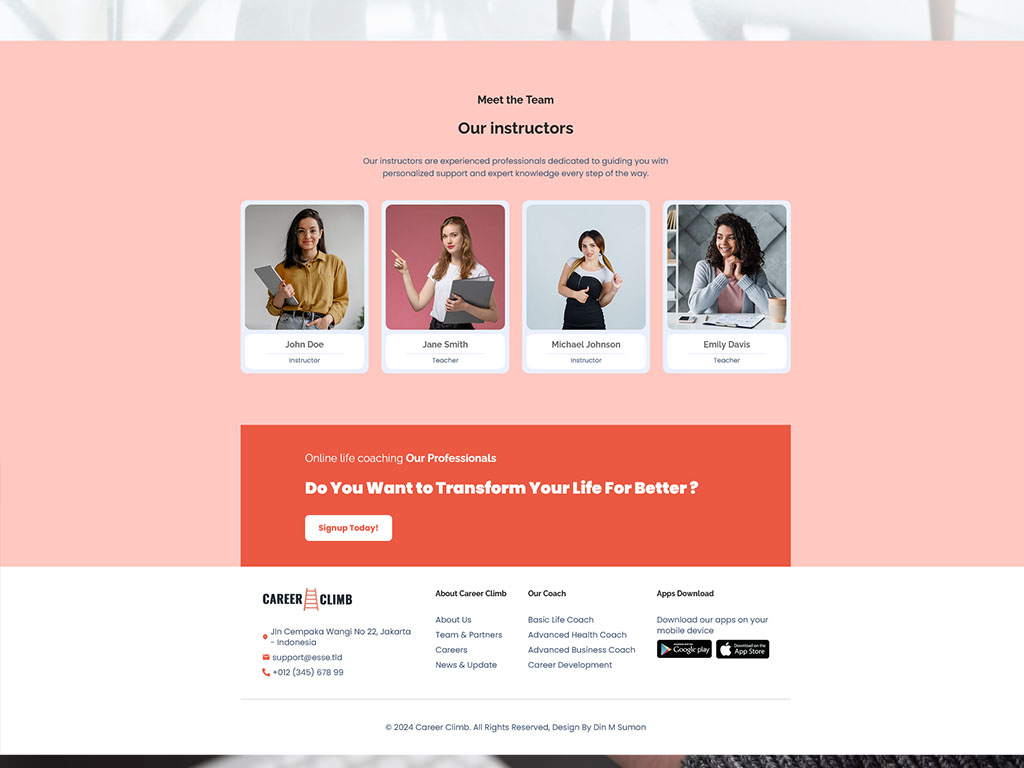 Meet the Team
Our instructors
Our instructors are experienced professionals dedicated to guiding you with
personalized support and expert knowledge every step of the way.
John Doe
Instructor
Jane Smith
Teacher
Michael Johnson
Instructor
Emily Davis
Teacher
Online life coaching Our Professionals
Do You Want to Transform Your Life For Better ?
Signup Today!
CAREER CLIMB
Jln Cempaka Wangi No 22, Jakarta
- Indonesia
support@esse.tld
+012 (345) 678 99
About Career Climb
About Us
Team & Partners
Careers
News & Update
Our Coach
Basic Life Coach
Advanced Health Coach
Advanced Business Coach
Career Development
Apps Download
Download our apps on your
mobile device
Google play
Download on the
App Store
© 2024 Career Climb. All Rights Reserved, Design By Din M Sumon